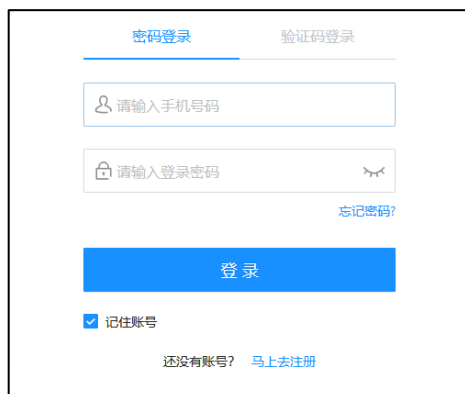 密码登录 验证码登录
请输入手机号码
请输入登录密码
忘记密码?
登 录
记住账号
还没有账号? 马上去注册